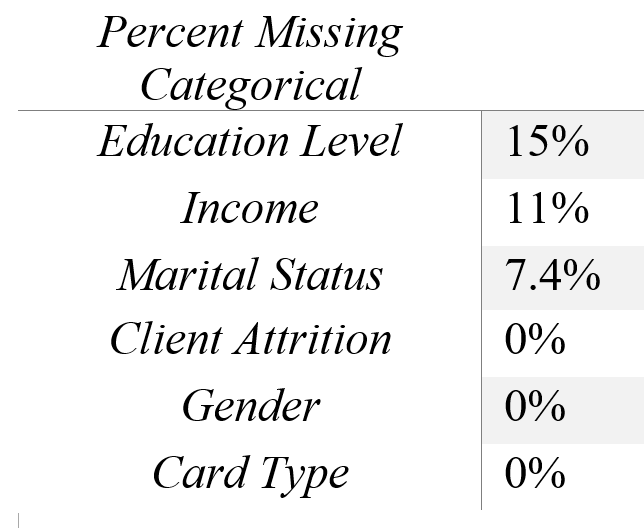 Percent Missing
Categorical
Education Level 15%
Income 11%
Marital Status 7.4%
Client Attrition 0%
Gender 0%
Card Type 0%